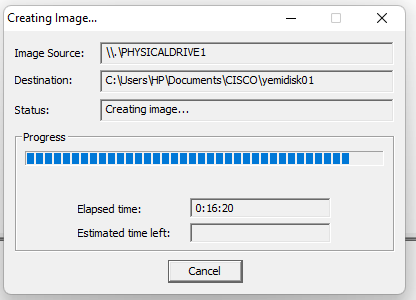 Creating Image...
Image Source: \\.\PHYSICALDRIVE1
Destination: C:\Users\HP\Documents\CISCO\yemidisk01
Status: Creating image...
Progress
Elapsed time: 0:16:20
Estimated time left:
Cancel